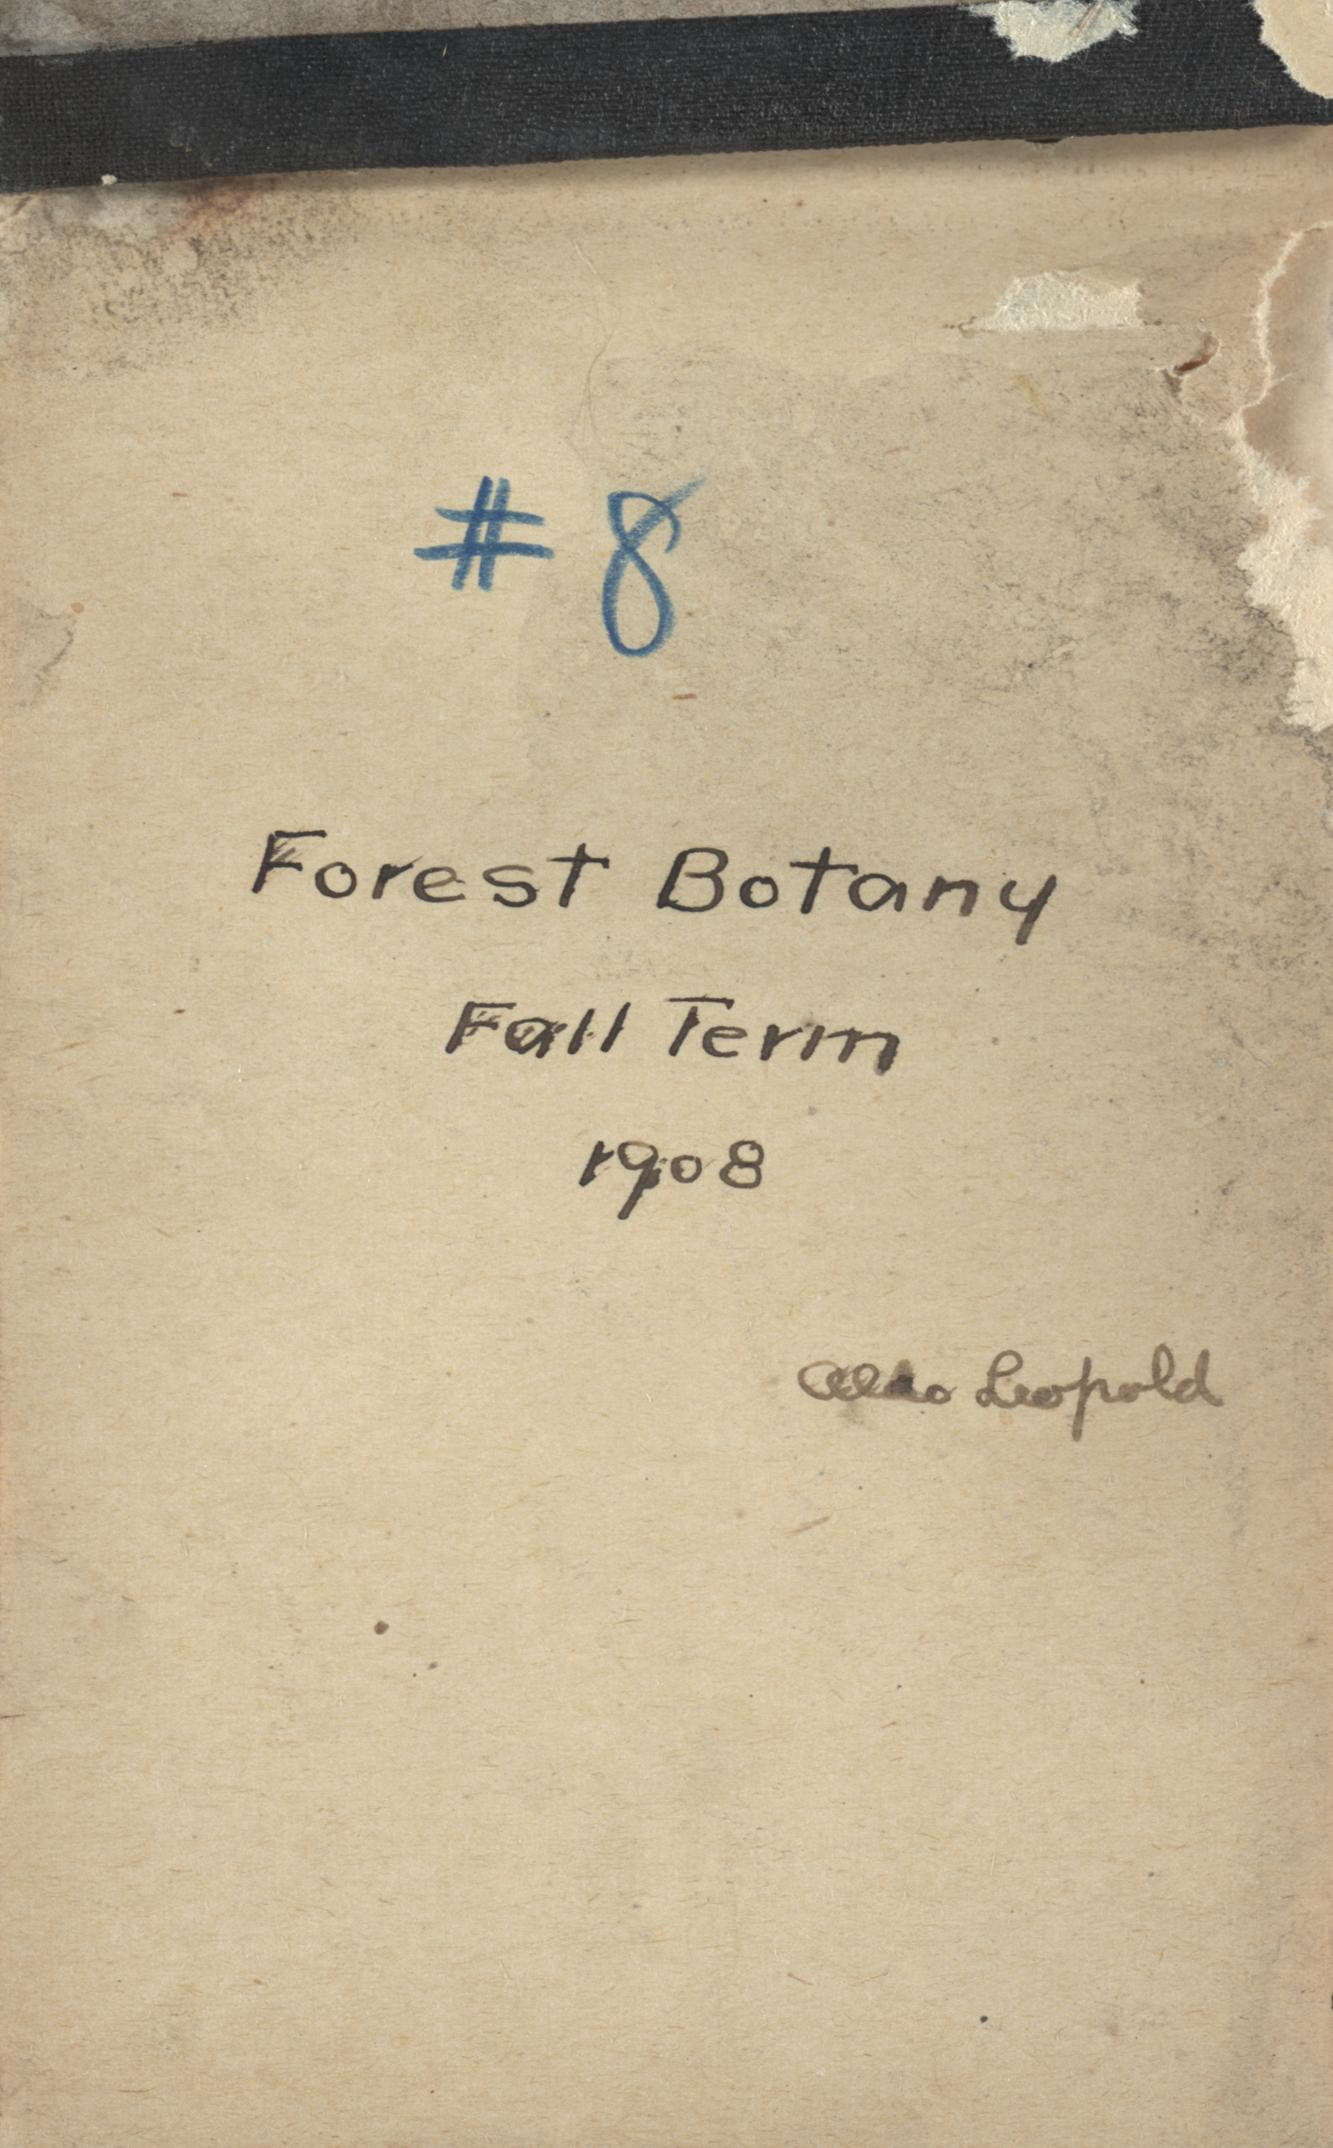 # 8
Forest Botany
Fall Term
1908
Aldo Leopold